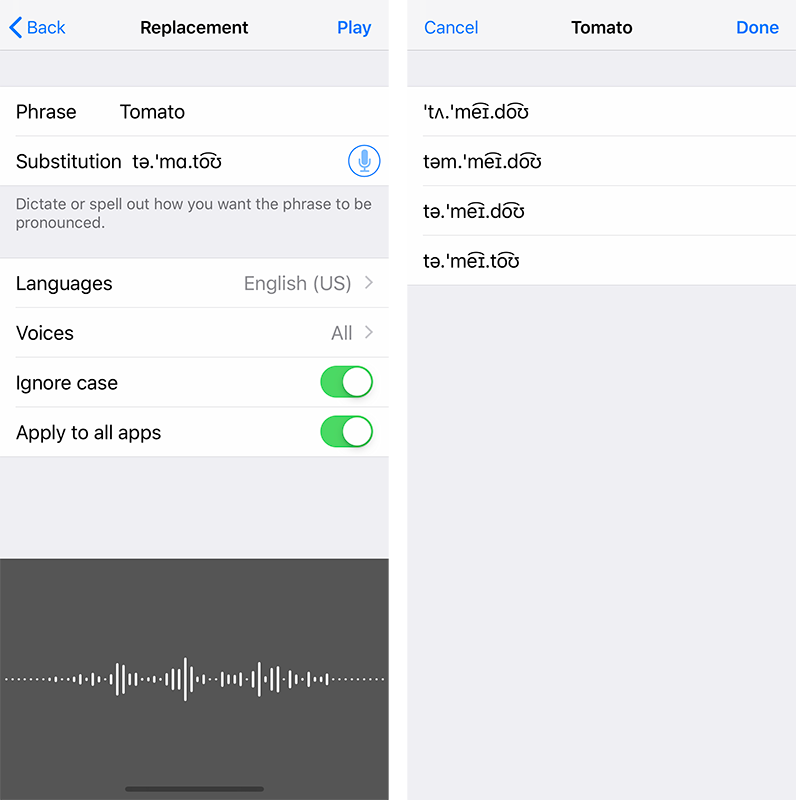 Back Replacement Play
Phrase Tomato
Substitution tə.ˈmɑ.to͡ʊ
Dictate or spell out how you want the phrase to be
pronounced.
Languages English (US)
Voices All
Ignore case
Apply to all apps
Cancel Tomato Done
ˈtʌ.ˈme͡ɪ.do͡ʊ
təm.ˈme͡ɪ.do͡ʊ
tə.ˈme͡ɪ.do͡ʊ
tə.ˈme͡ɪ.to͡ʊ